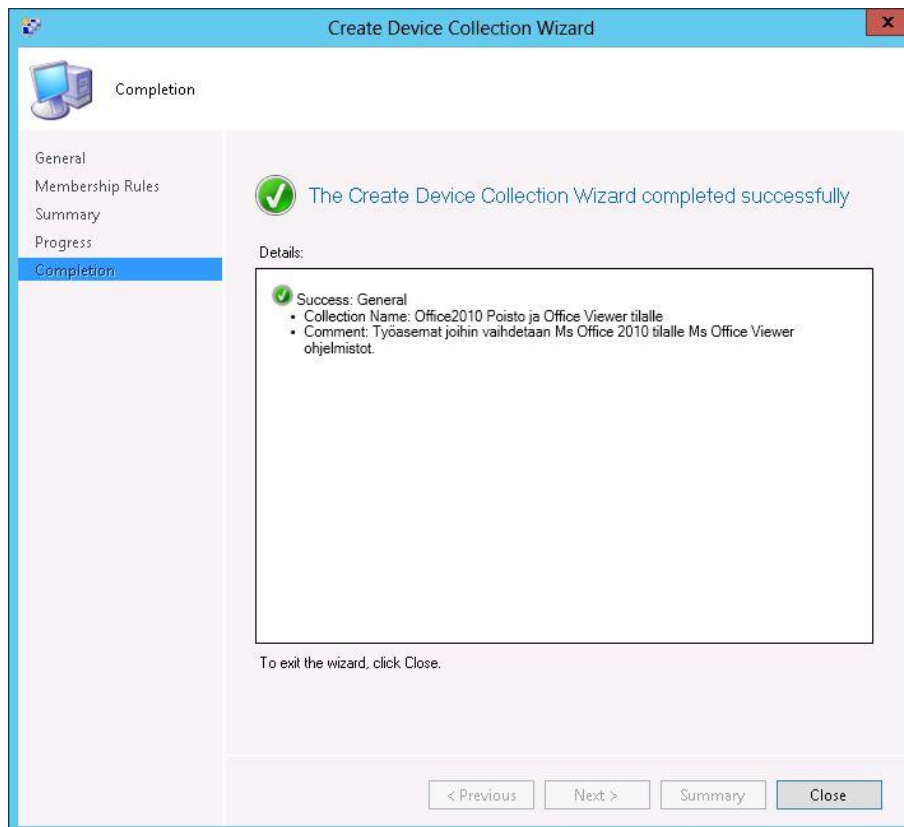 Create Device Collection Wizard
x
Completion
General
Membership Rules
Summary
Progress
Completion
The Create Device Collection Wizard completed successfully
Details:
Success: General
• Collection Name: Office2010 Poisto ja Office Viewer tilalle
• Comment: Työasemat joihin vaihdetaan Ms Office 2010 tilalle Ms Office Viewer
ohjelmistot.
To exit the wizard, click Close.
< Previous
Next >
Summary
Close